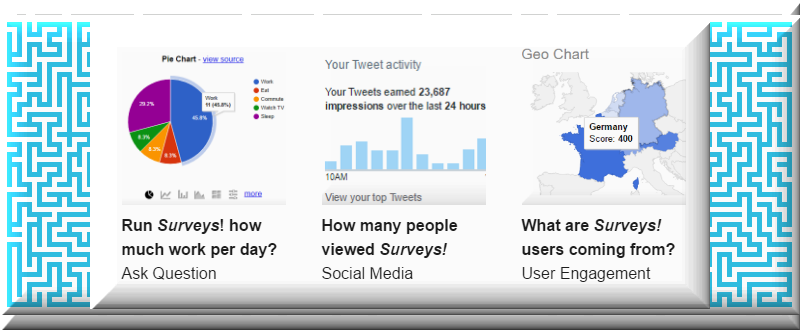 Pie Chart - view source
Work
11 (45.8%)
45.8%
8.3%
8.3%
8.3%
29.2%
Work
Eat
Commute
Watch TV
Sleep
more
Run Surveys! how
much work per day?
Ask Question
Your Tweet activity
Your Tweets earned 23,687
impressions over the last 24 hours
10AM
View your top Tweets
How many people
viewed Surveys!
Social Media
Geo Chart
Germany
Score: 400
What are Surveys!
users coming from?
User Engagement